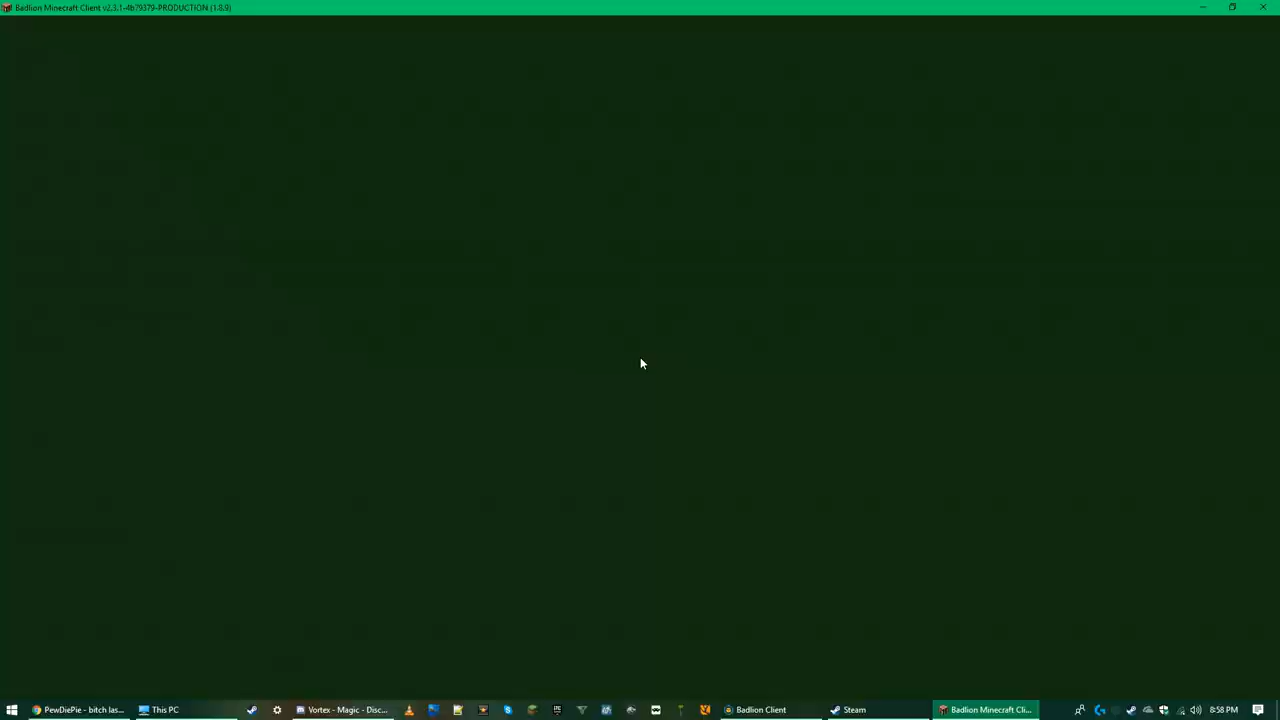 Badlion Minecraft Client v2.3.1-4b79379-PRODUCTION (1.8.9)
PewDiePie - bitch las...
This PC
Vortex - Magic - Disc...
Badlion Client
Steam
Badlion Minecraft Cli...
8:58 PM